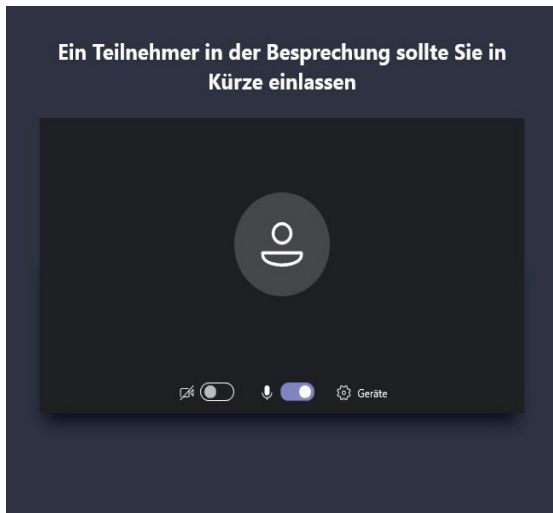 Ein Teilnehmer in der Besprechung sollte Sie in
Kürze einlassen
Geräte